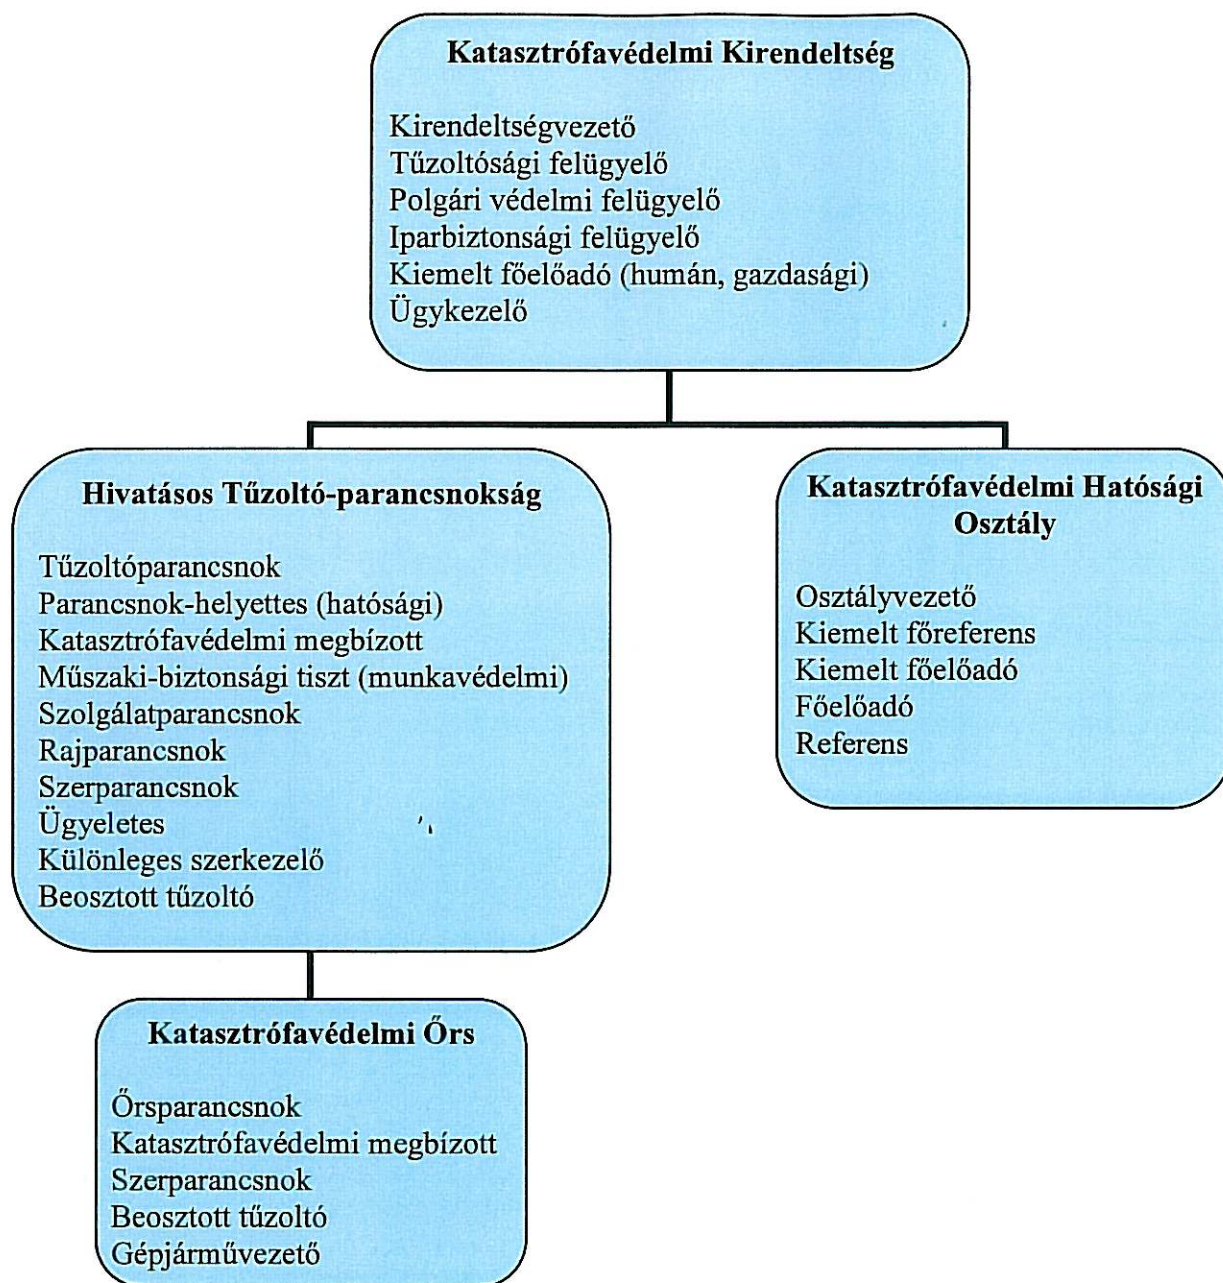 Katasztrófavédelmi Kirendeltség
Kirendeltségvezető
Tűzoltósági felügyelő
Polgári védelmi felügyelő
Iparbiztonsági felügyelő
Kiemelt főelőadó (humán, gazdasági)
Ügykezelő
Hivatásos Tűzoltó-parancsnokság
Tűzoltóparancsnok
Parancsnok-helyettes (hatósági)
Katasztrófavédelmi megbízott
Műszaki-biztonsági tiszt (munkavédelmi)
Szolgálatparancsnok
Rajparancsnok
Szerparancsnok
Ügyeletes
Különleges szerkezelő
Beosztott tűzoltó
Katasztrófavédelmi Hatósági
Osztály
Osztályvezető
Kiemelt főreferens
Kiemelt főelőadó
Főelőadó
Referens
Katasztrófavédelmi Őrs
Őrsparancsnok
Katasztrófavédelmi megbízott
Szerparancsnok
Beosztott tűzoltó
Gépjárművezető